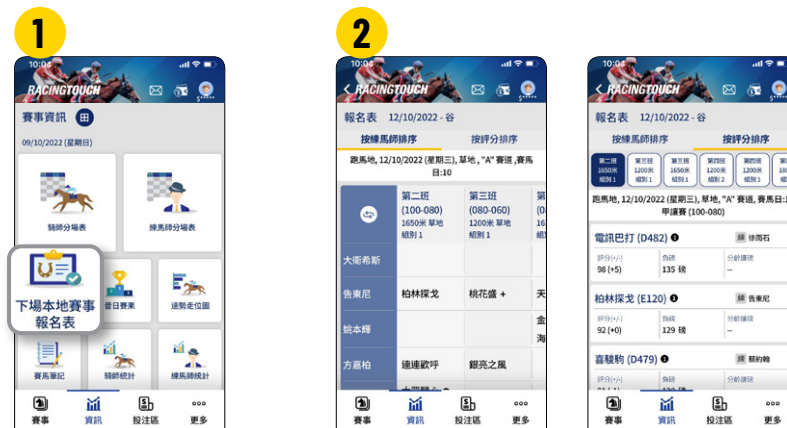 1
10:04
RACINGTOUCH
賽事資訊
09/10/2022 (星期日)
騎師分場表
練馬師分場表
下場本地賽事
報名表
昔日賽果
速勢走位圖
賽馬筆記
騎師統計
練馬師統計
賽事
資訊
投注區
更多
2
10:04
RACINGTOUCH
報名表 12/10/2022 - 谷
按練馬師排序
按評分排序
跑馬地, 12/10/2022 (星期三), 草地, "A" 賽道 ,賽馬
日:10
第二班
(100-080)
1650米 草地
組別 1
第三班
(080-060)
1200米 草地
組別 1
大衛希斯
告東尼
柏林探戈
桃花盛 +
天
姚本輝
金
海
方嘉柏
連連歡呼
銀亮之風
賽事
資訊
投注區
更多
10:04
RACINGTOUCH
報名表 12/10/2022 - 谷
按練馬師排序
按評分排序
第二班
1650米
組別 1
第三班
1200米
組別 1
第三班
1650米
組別 1
第四班
1200米
組別 2
第四班
1200米
組別 1
跑馬地, 12/10/2022 (星期三), 草地, "A" 賽道, 賽馬日:1
甲讓賽 (100-080)
電訊巴打 (D482)
練 徐雨石
評分(+/-)
負磅
分齡讓磅
98 (+5)
135 磅
--
柏林探戈 (E120)
練 告東尼
評分(+/-)
負磅
分齡讓磅
92 (+0)
129 磅
--
喜駿駒 (D479)
練 蔡約翰
評分(+/-)
負磅
分齡讓磅
賽事
資訊
投注區
更多